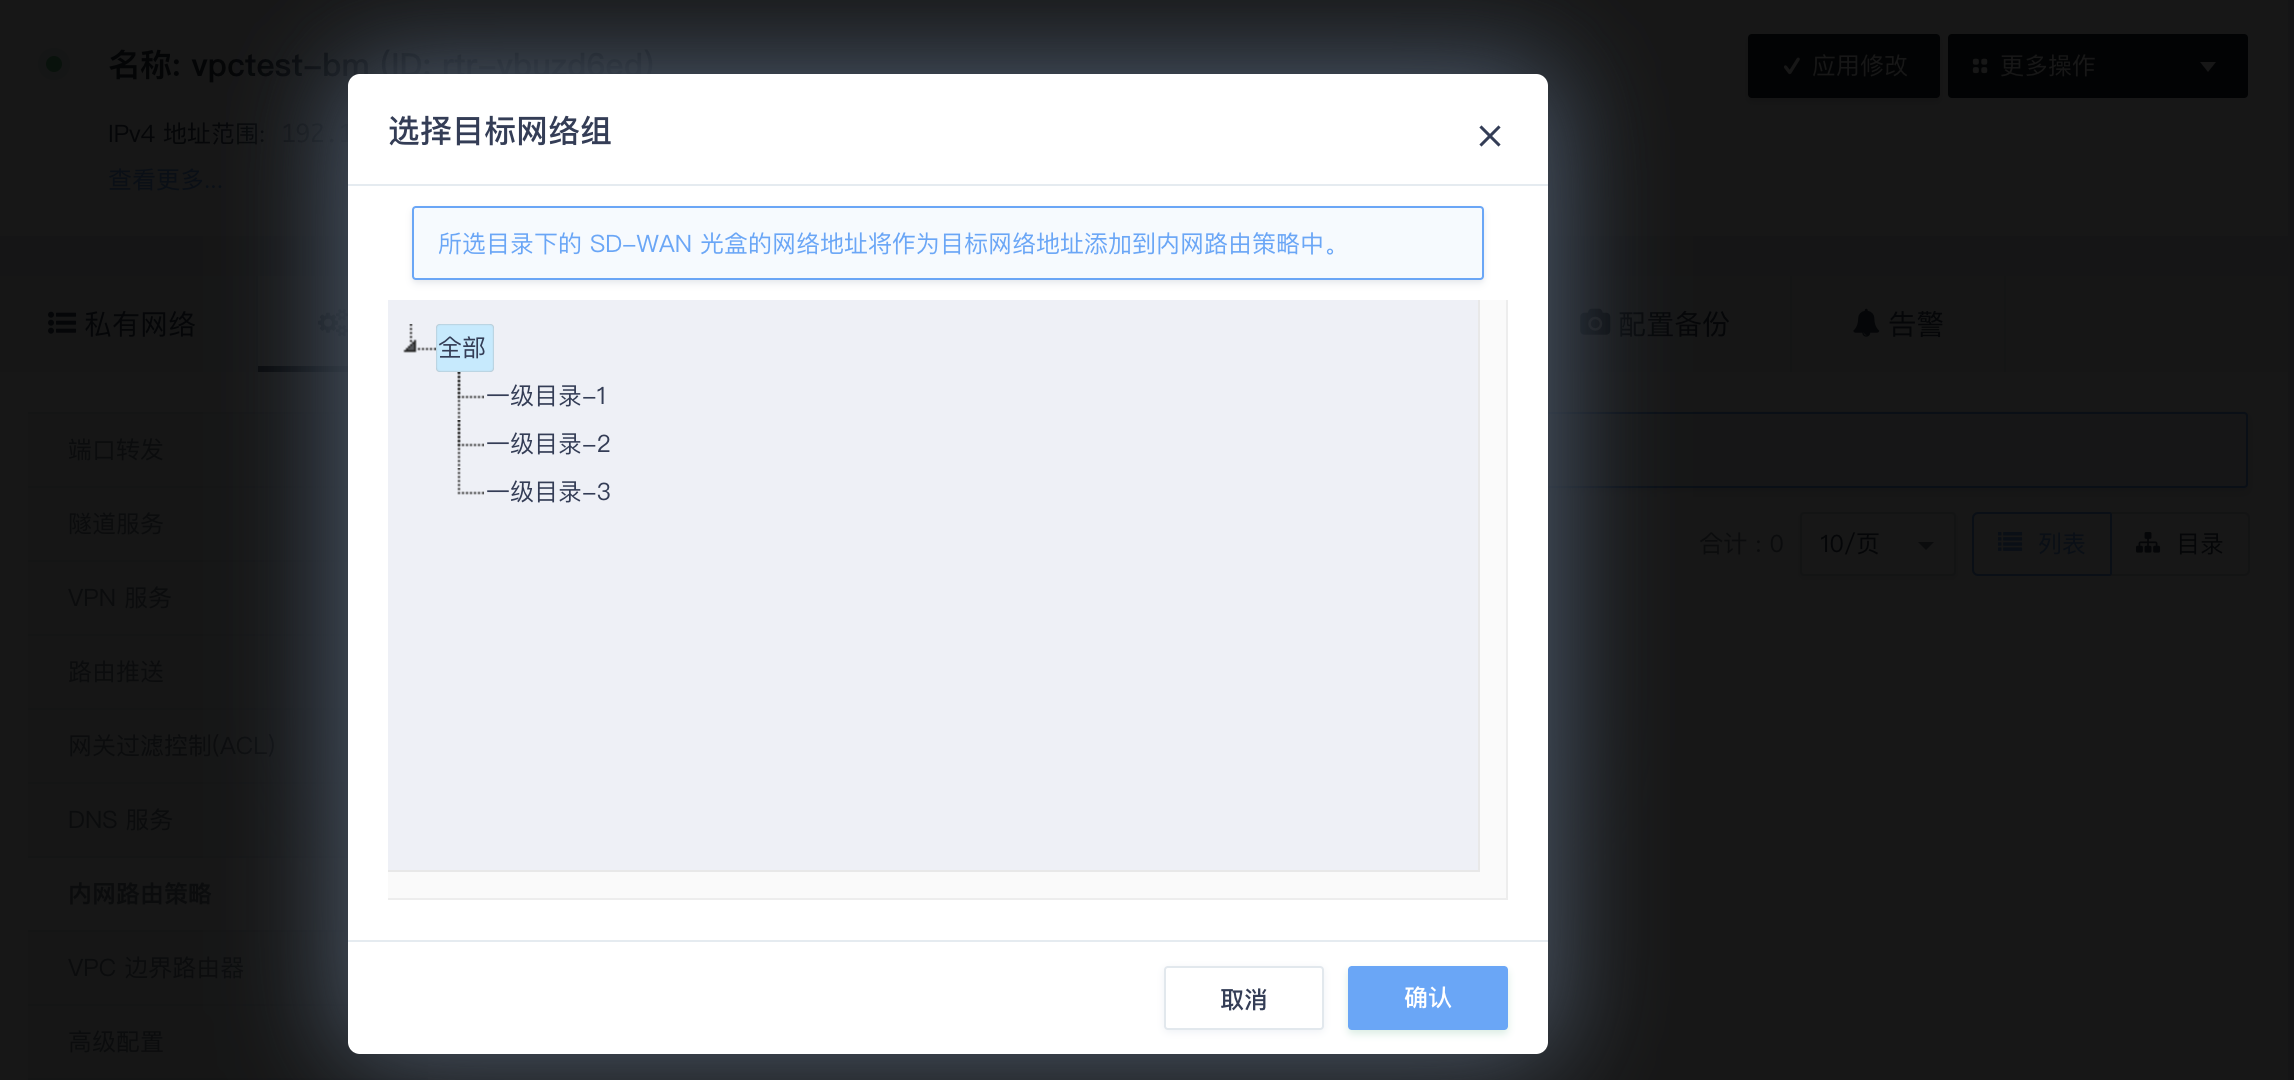 名称: vpctest-bm (ID: rtr-vbuzd6ed)
应用修改
更多操作
IPv4 地址范围: 192.
查看更多...
选择目标网络组
所选目录下的 SD-WAN 光盒的网络地址将作为目标网络地址添加到内网路由策略中。
私有网络
配置备份
告警
全部
一级目录-1
一级目录-2
一级目录-3
端口转发
隧道服务
VPN 服务
路由推送
网关过滤控制(ACL)
DNS 服务
内网路由策略
VPC 边界路由器
高级配置
合计 : 0
10/页
列表
目录
取消
确认